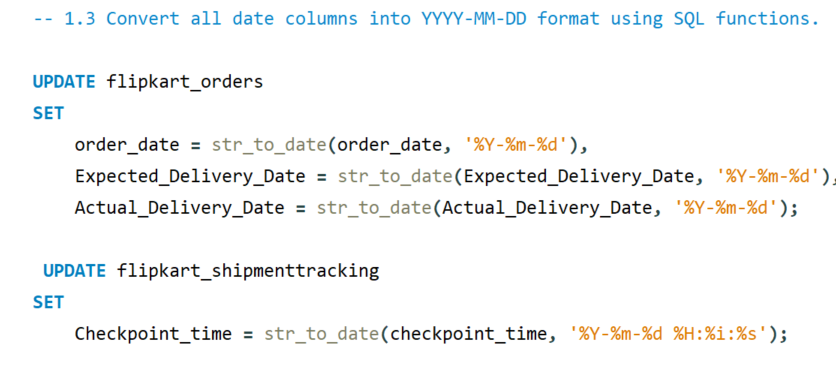 -- 1.3 Convert all date columns into YYYY-MM-DD format using SQL functions.
UPDATE flipkart_orders
SET
order_date = str_to_date(order_date, '%Y-%m-%d'),
Expected_Delivery_Date = str_to_date(Expected_Delivery_Date, '%Y-%m-%d'),
Actual_Delivery_Date = str_to_date(Actual_Delivery_Date, '%Y-%m-%d');
UPDATE flipkart_shipmenttracking
SET
Checkpoint_time = str_to_date(checkpoint_time, '%Y-%m-%d %H:%i:%s');